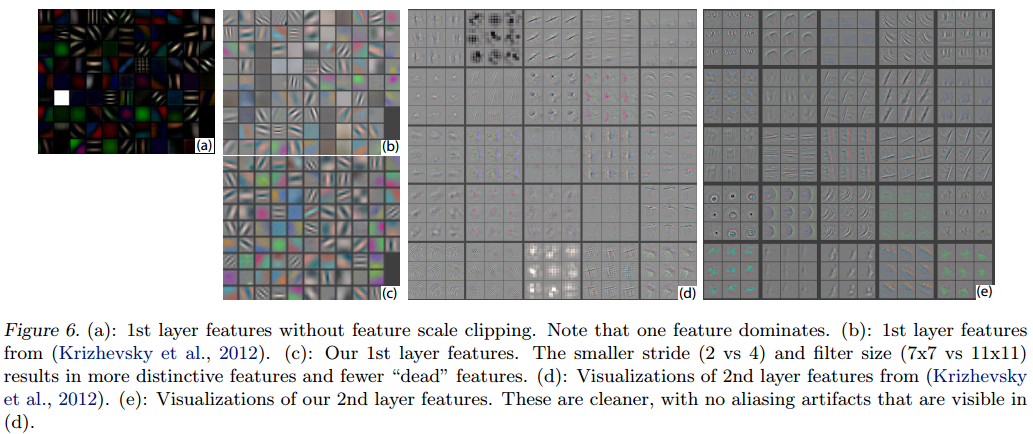 (a)
(b)
(c)
(d)
(e)
Figure 6. (a): 1st layer features without feature scale clipping. Note that one feature dominates. (b): 1st layer features
from (Krizhevsky et al., 2012). (c): Our 1st layer features. The smaller stride (2 vs 4) and filter size (7x7 vs 11x11)
results in more distinctive features and fewer “dead” features. (d): Visualizations of 2nd layer features from (Krizhevsky
et al., 2012). (e): Visualizations of our 2nd layer features. These are cleaner, with no aliasing artifacts that are visible in
(d).